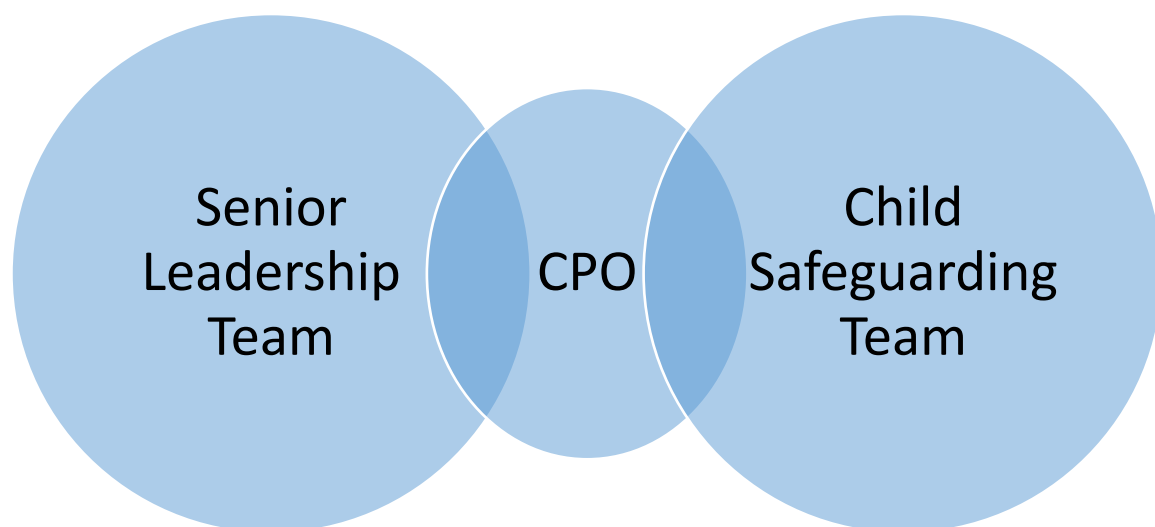 Senior
Leadership
Team
CPO
Child
Safeguarding
Team